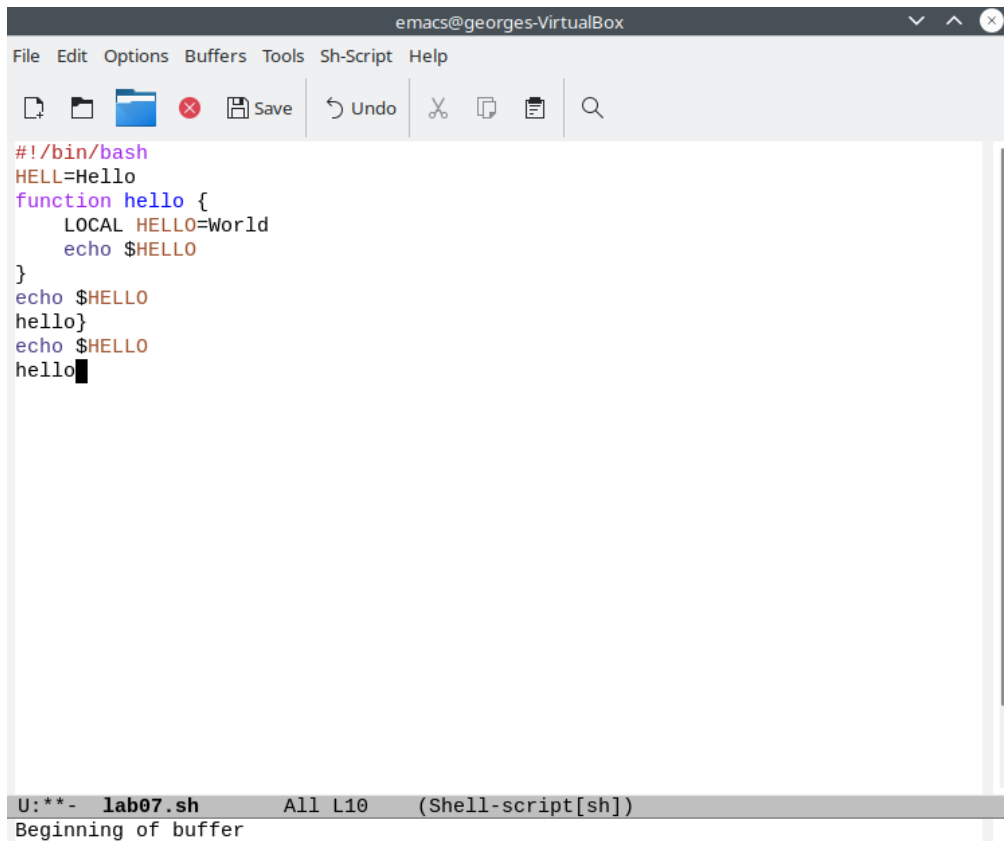 emacs@georges-VirtualBox
File Edit Options Buffers Tools Sh-Script Help
Save Undo
#!/bin/bash
HELL=Hello
function hello {
    LOCAL HELLO=World
    echo $HELLO
}
echo $HELLO
hello}
echo $HELLO
hello
U:**-  lab07.sh       All L10    (Shell-script[sh])
Beginning of buffer